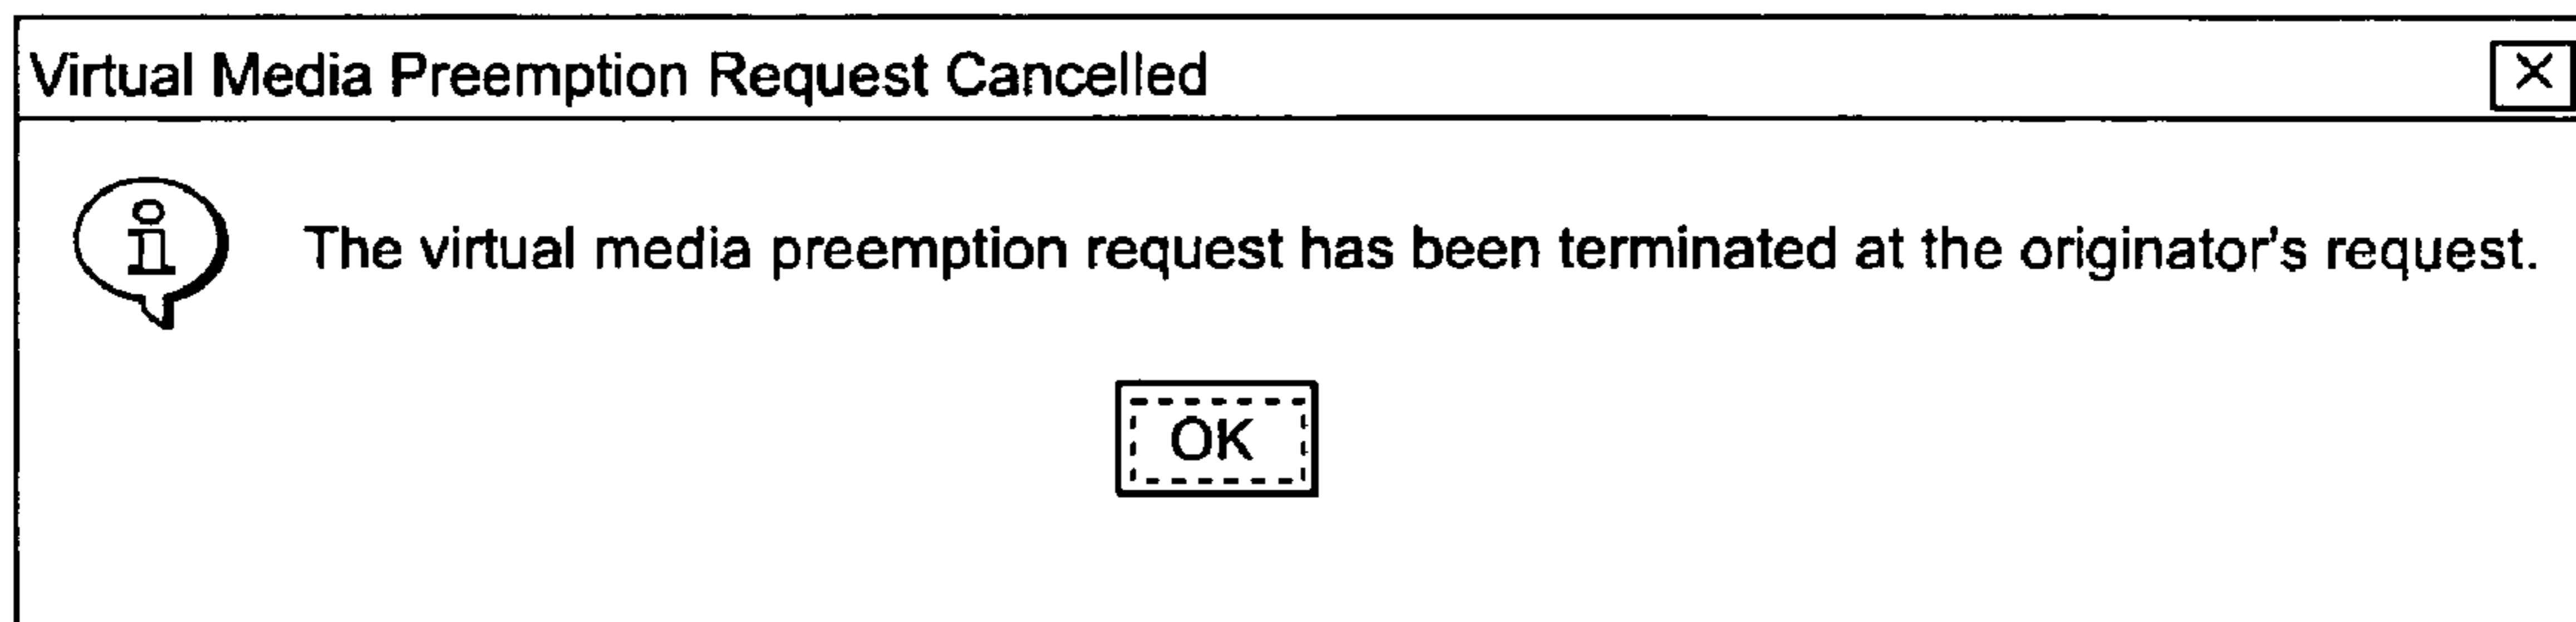 Virtual Media Preemption Request Cancelled X
i The virtual media preemption request has been terminated at the originator's request.
OK